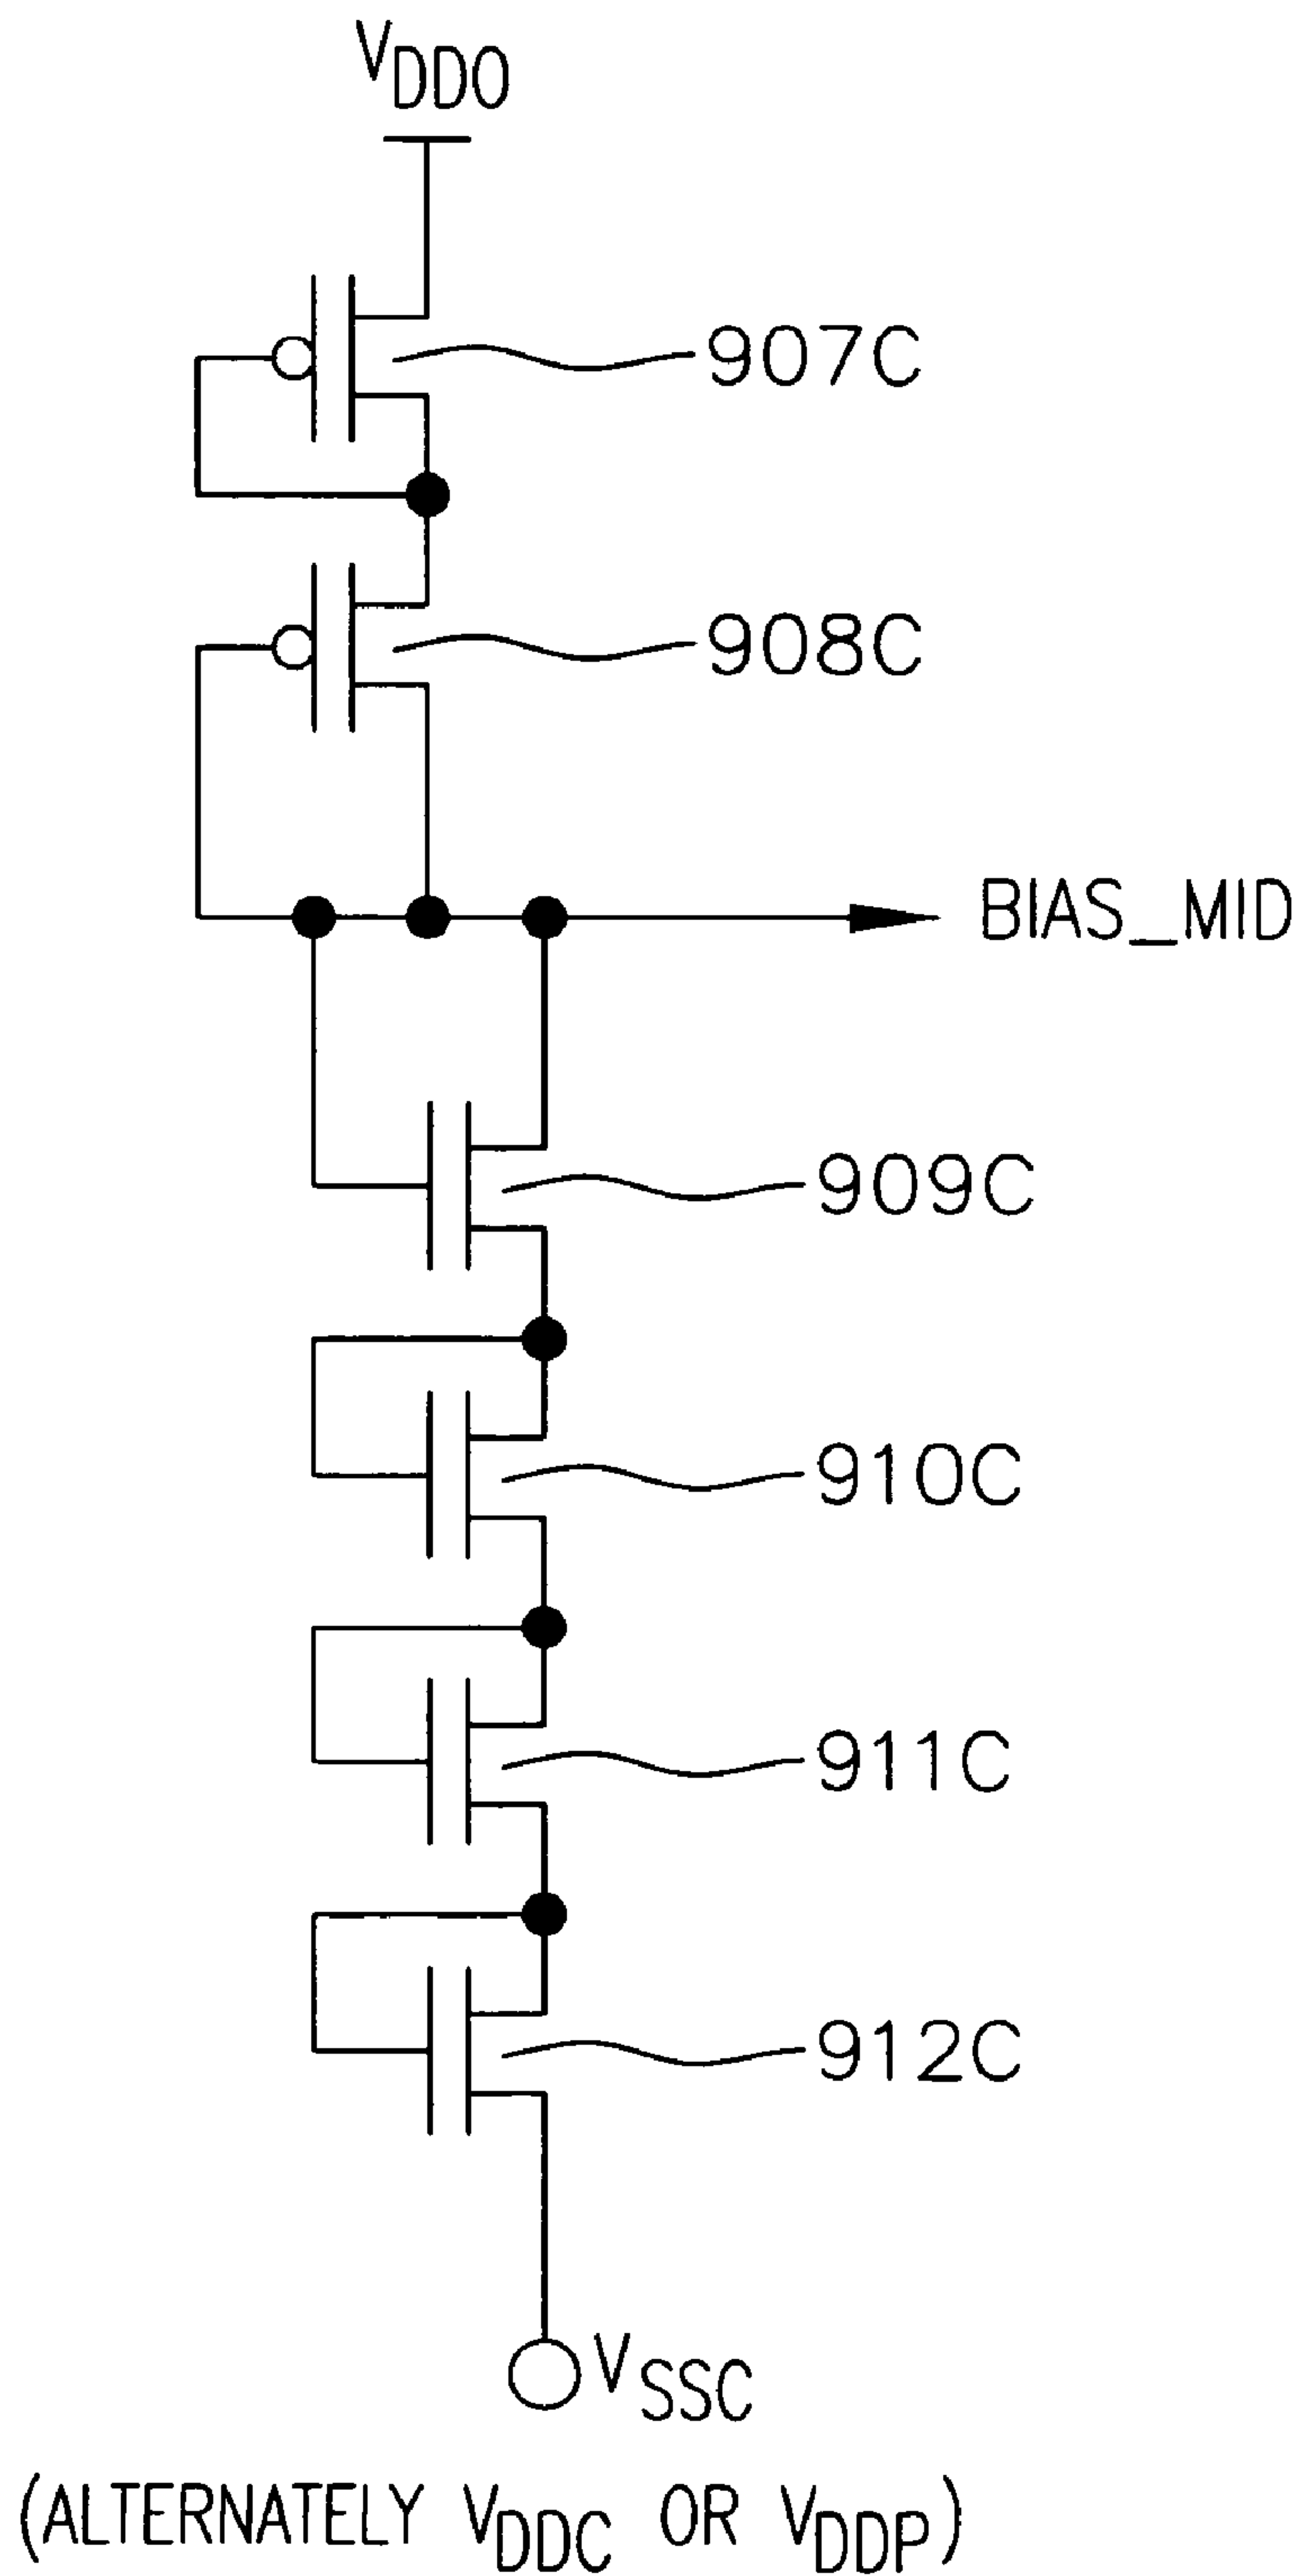 VDDO
907C
908C
BIAS_MID
909C
910C
911C
912C
VSSC
(ALTERNATELY VDDC OR VDDP)